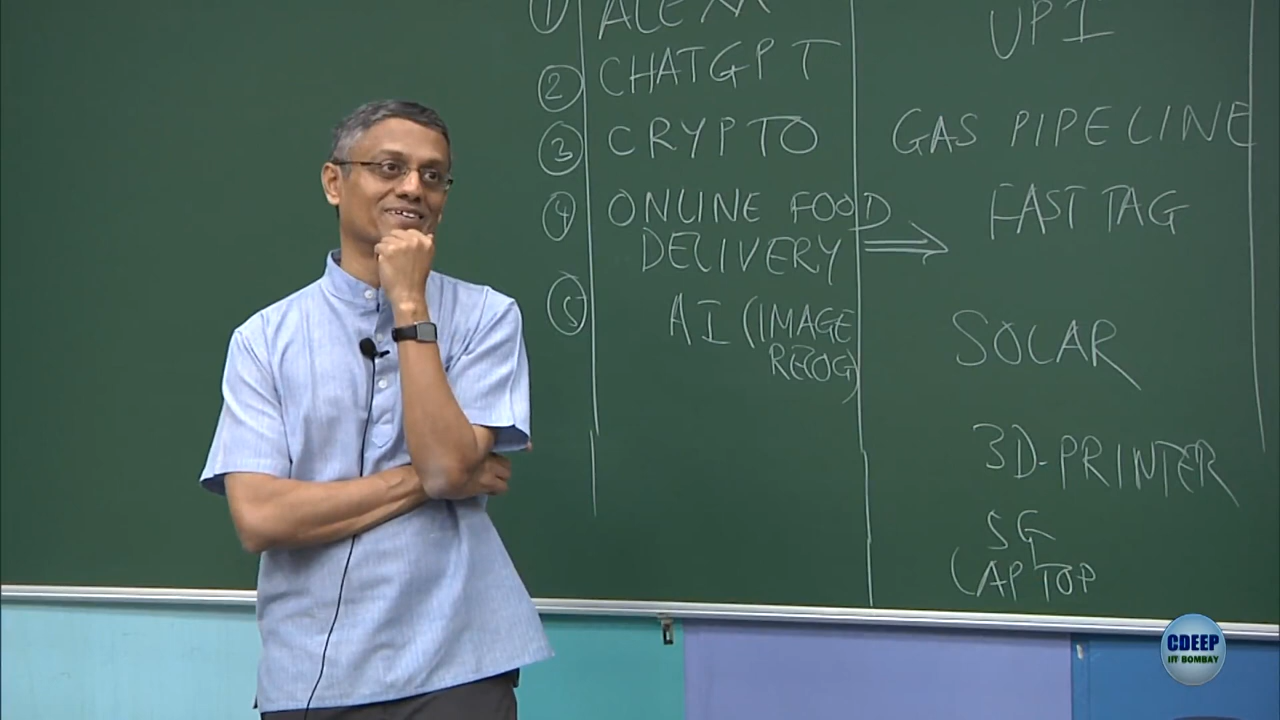 ① ALEXA
② CHATGPT
③ CRYPTO
④ ONLINE FOOD
DELIVERY ⇒
⑤ AI (IMAGE
RECOG)
UPI
GAS PIPELINE
FAST TAG
SOLAR
3D-PRINTER
5G
LAPTOP
CDEEP
IIT BOMBAY